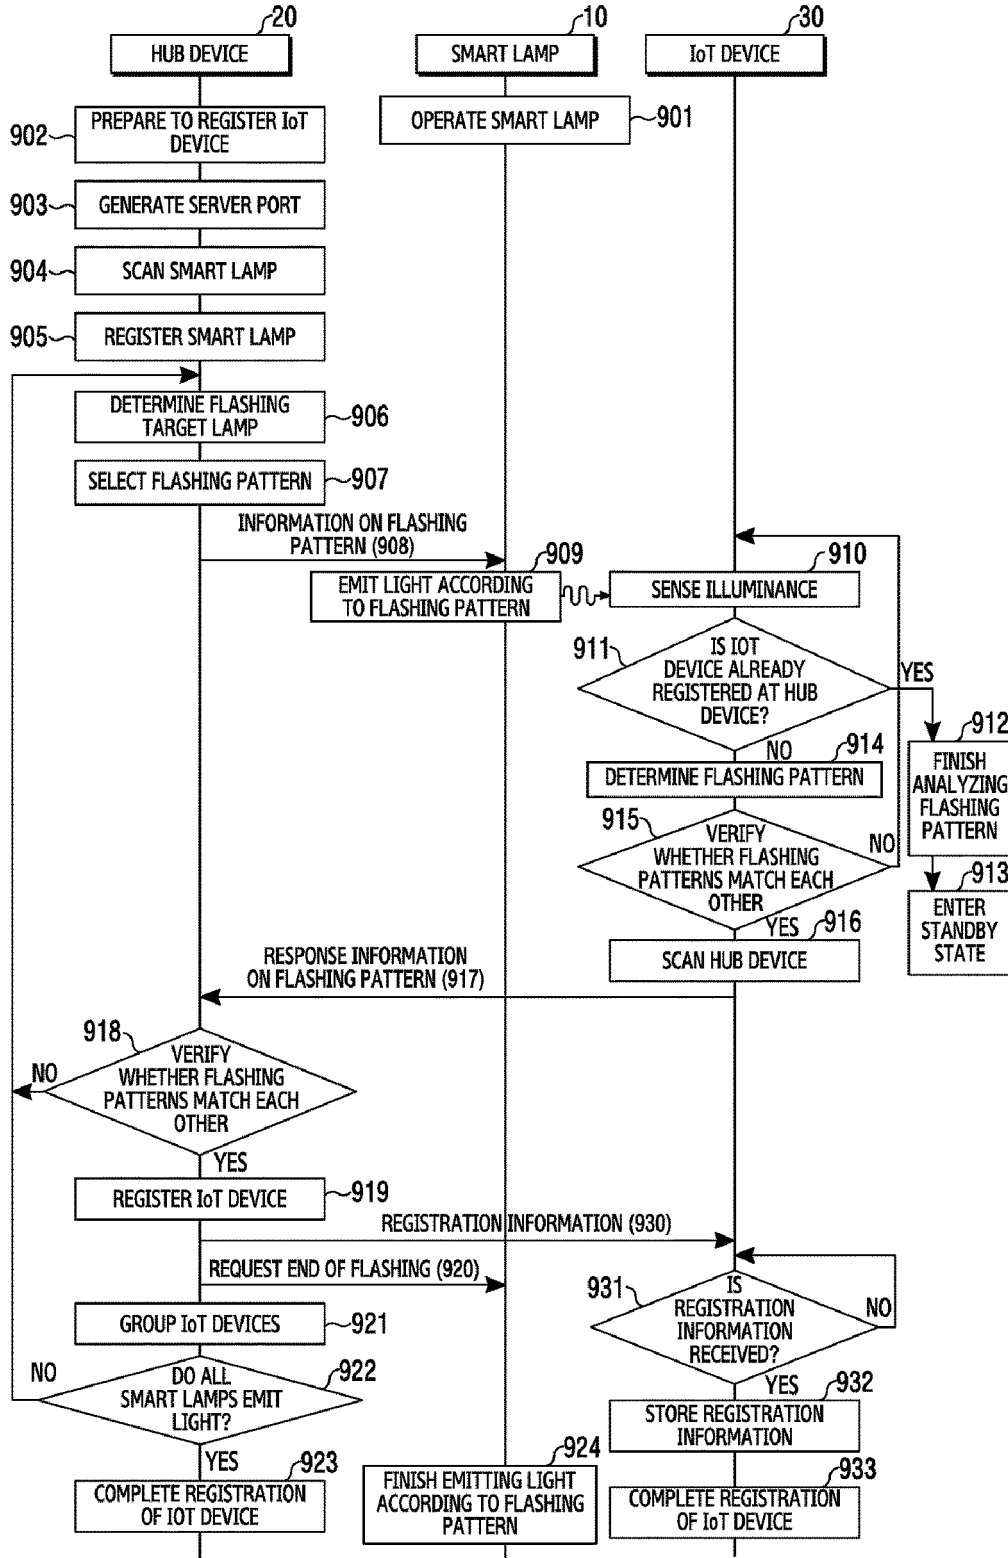 20
10
30
HUB DEVICE
SMART LAMP
IoT DEVICE
902
PREPARE TO REGISTER IoT
DEVICE
OPERATE SMART LAMP
901
903
GENERATE SERVER PORT
904
SCAN SMART LAMP
905
REGISTER SMART LAMP
DETERMINE FLASHING
TARGET LAMP
906
SELECT FLASHING PATTERN
907
INFORMATION ON FLASHING
PATTERN (908)
909
EMIT LIGHT ACCORDING
TO FLASHING PATTERN
910
SENSE ILLUMINANCE
911
IS IOT
DEVICE ALREADY
REGISTERED AT HUB
DEVICE?
YES
NO
912
FINISH
ANALYZING
FLASHING
PATTERN
914
DETERMINE FLASHING PATTERN
915
VERIFY
WHETHER FLASHING
PATTERNS MATCH EACH
OTHER
NO
YES
913
ENTER
STANDBY
STATE
916
SCAN HUB DEVICE
RESPONSE INFORMATION
ON FLASHING PATTERN (917)
918
VERIFY
WHETHER FLASHING
PATTERNS MATCH EACH
OTHER
NO
YES
REGISTER IoT DEVICE
919
REGISTRATION INFORMATION (930)
REQUEST END OF FLASHING (920)
931
IS
REGISTRATION
INFORMATION
RECEIVED?
NO
YES
GROUP IoT DEVICES
921
922
DO ALL
SMART LAMPS EMIT
LIGHT?
NO
YES
932
STORE REGISTRATION
INFORMATION
923
COMPLETE REGISTRATION
OF IOT DEVICE
924
FINISH EMITTING LIGHT
ACCORDING TO FLASHING
PATTERN
933
COMPLETE REGISTRATION
OF IoT DEVICE